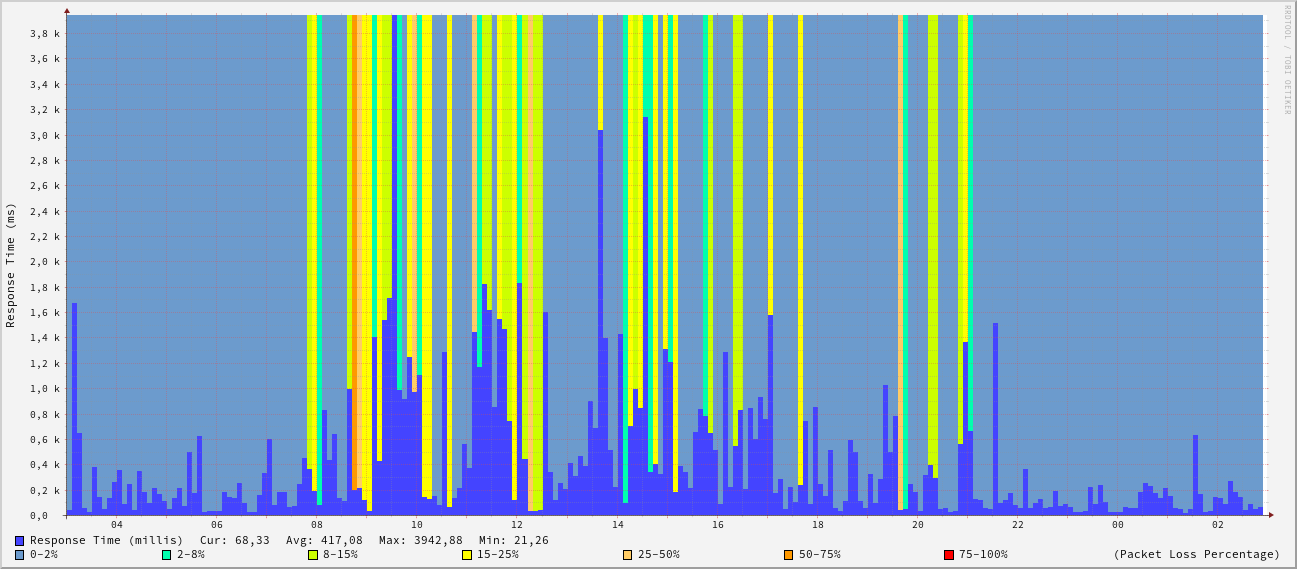 RRDTOOL / TOBI OETIKER
Response Time (ms)
3,8 k
3,6 k
3,4 k
3,2 k
3,0 k
2,8 k
2,6 k
2,4 k
2,2 k
2,0 k
1,8 k
1,6 k
1,4 k
1,2 k
1,0 k
0,8 k
0,6 k
0,4 k
0,2 k
0,0
04 06 08 10 12 14 16 18 20 22 00 02
Response Time (millis) Cur: 68,33 Avg: 417,08 Max: 3942,88 Min: 21,26
0-2% 2-8% 8-15% 15-25% 25-50% 50-75% 75-100% (Packet Loss Percentage)